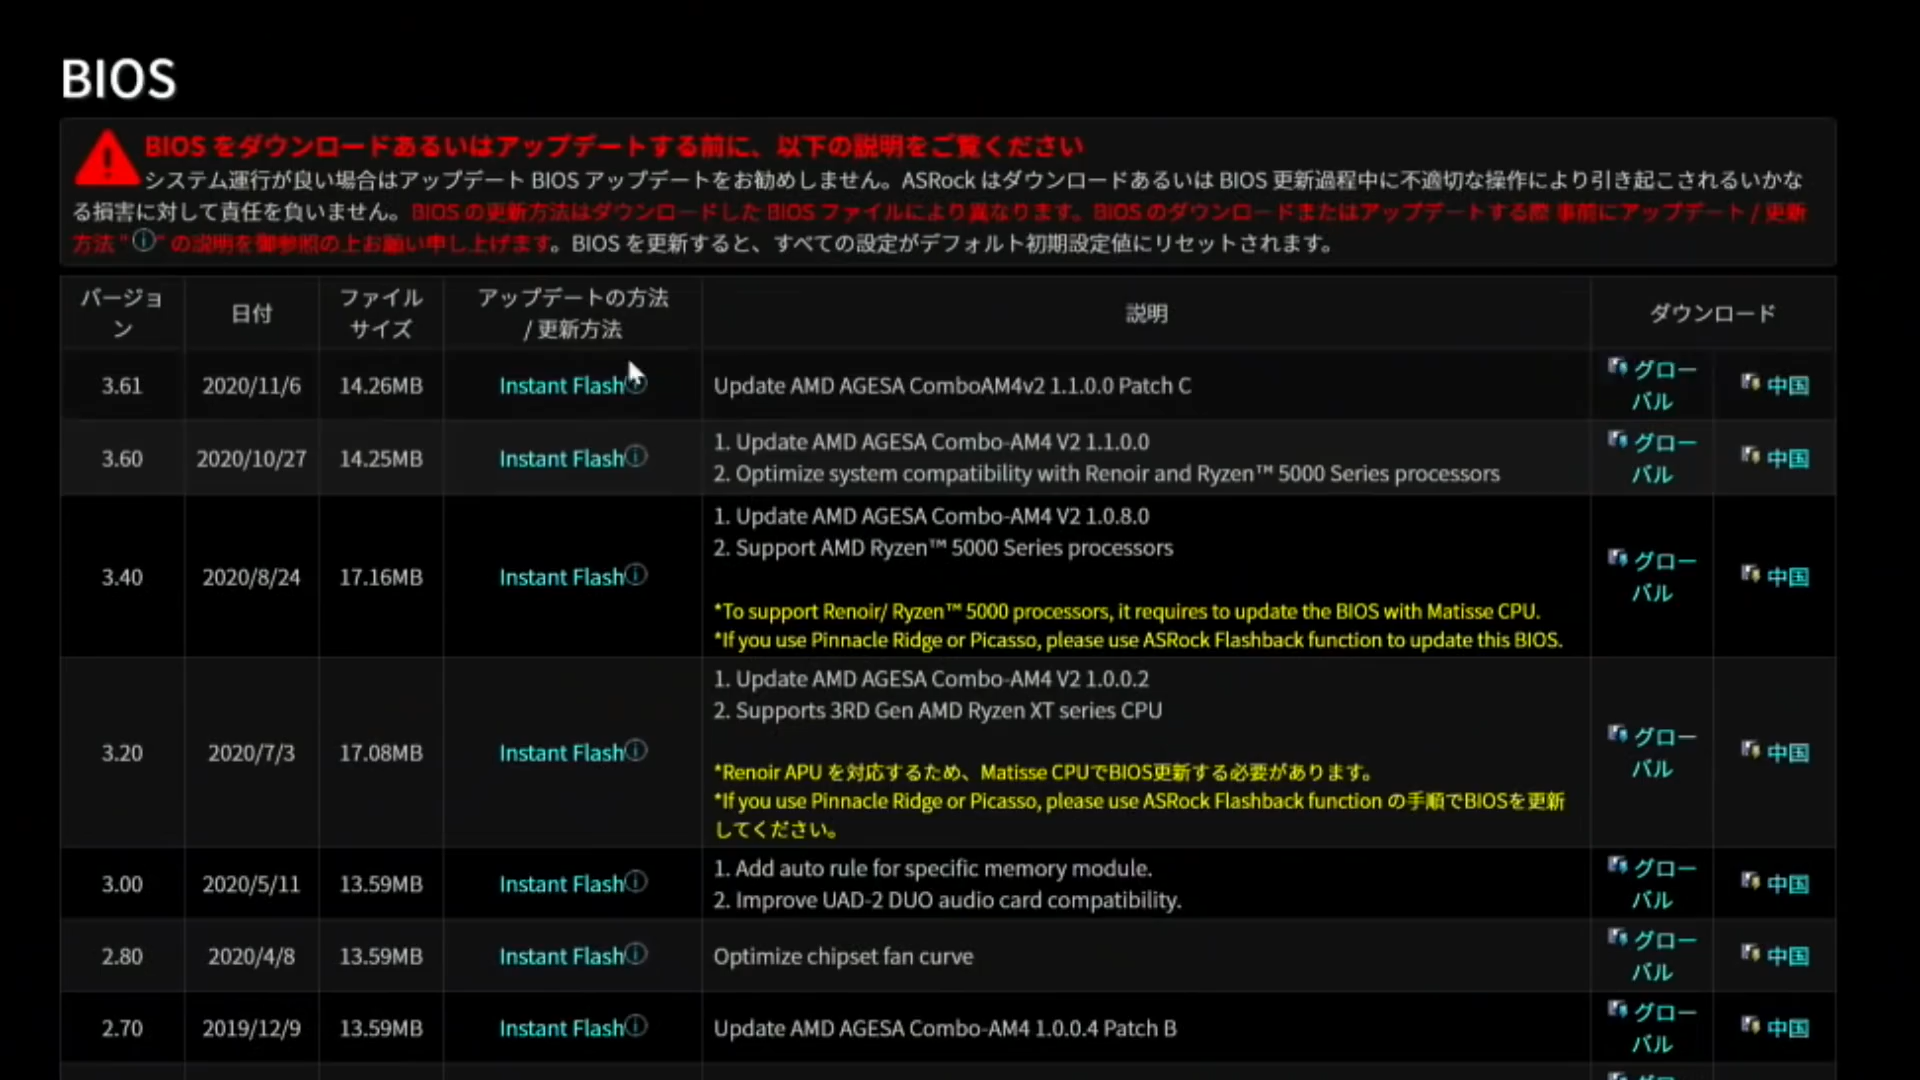 BIOS
BIOS をダウンロードあるいはアップデートする前に、以下の説明をご覧ください
システム運行が良い場合はアップデート BIOS アップデートをお勧めしません。ASRock はダウンロードあるいは BIOS 更新過程中に不適切な操作により引き起こされるいかな
る損害に対して責任を負いません。BIOS の更新方法はダウンロードした BIOS ファイルにより異なります。BIOS のダウンロードまたはアップデートする際 事前にアップデート / 更新
方法 " ⓘ " の説明を御参照の上お願い申し上げます。BIOS を更新すると、すべての設定がデフォルト初期設定値にリセットされます。
バージョ
ン
日付
ファイル
サイズ
アップデートの方法
/ 更新方法
説明
ダウンロード
3.61 2020/11/6 14.26MB Instant Flash Update AMD AGESA ComboAM4v2 1.1.0.0 Patch C
グロー
バル
中国
3.60 2020/10/27 14.25MB Instant Flashⓘ
1. Update AMD AGESA Combo-AM4 V2 1.1.0.0
2. Optimize system compatibility with Renoir and Ryzen™ 5000 Series processors
グロー
バル
中国
3.40 2020/8/24 17.16MB Instant Flashⓘ
1. Update AMD AGESA Combo-AM4 V2 1.0.8.0
2. Support AMD Ryzen™ 5000 Series processors
*To support Renoir/ Ryzen™ 5000 processors, it requires to update the BIOS with Matisse CPU.
*If you use Pinnacle Ridge or Picasso, please use ASRock Flashback function to update this BIOS.
グロー
バル
中国
3.20 2020/7/3 17.08MB Instant Flashⓘ
1. Update AMD AGESA Combo-AM4 V2 1.0.0.2
2. Supports 3RD Gen AMD Ryzen XT series CPU
*Renoir APU を対応するため、Matisse CPUでBIOS更新する必要があります。
*If you use Pinnacle Ridge or Picasso, please use ASRock Flashback function の手順でBIOSを更新
してください。
グロー
バル
中国
3.00 2020/5/11 13.59MB Instant Flashⓘ
1. Add auto rule for specific memory module.
2. Improve UAD-2 DUO audio card compatibility.
グロー
バル
中国
2.80 2020/4/8 13.59MB Instant Flashⓘ Optimize chipset fan curve
グロー
バル
中国
2.70 2019/12/9 13.59MB Instant Flashⓘ Update AMD AGESA Combo-AM4 1.0.0.4 Patch B
グロー
バル
中国